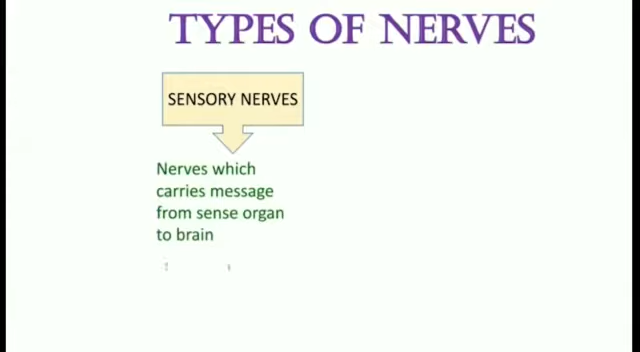 TYPES OF NERVES
SENSORY NERVES
Nerves which
carries message
from sense organ
to brain